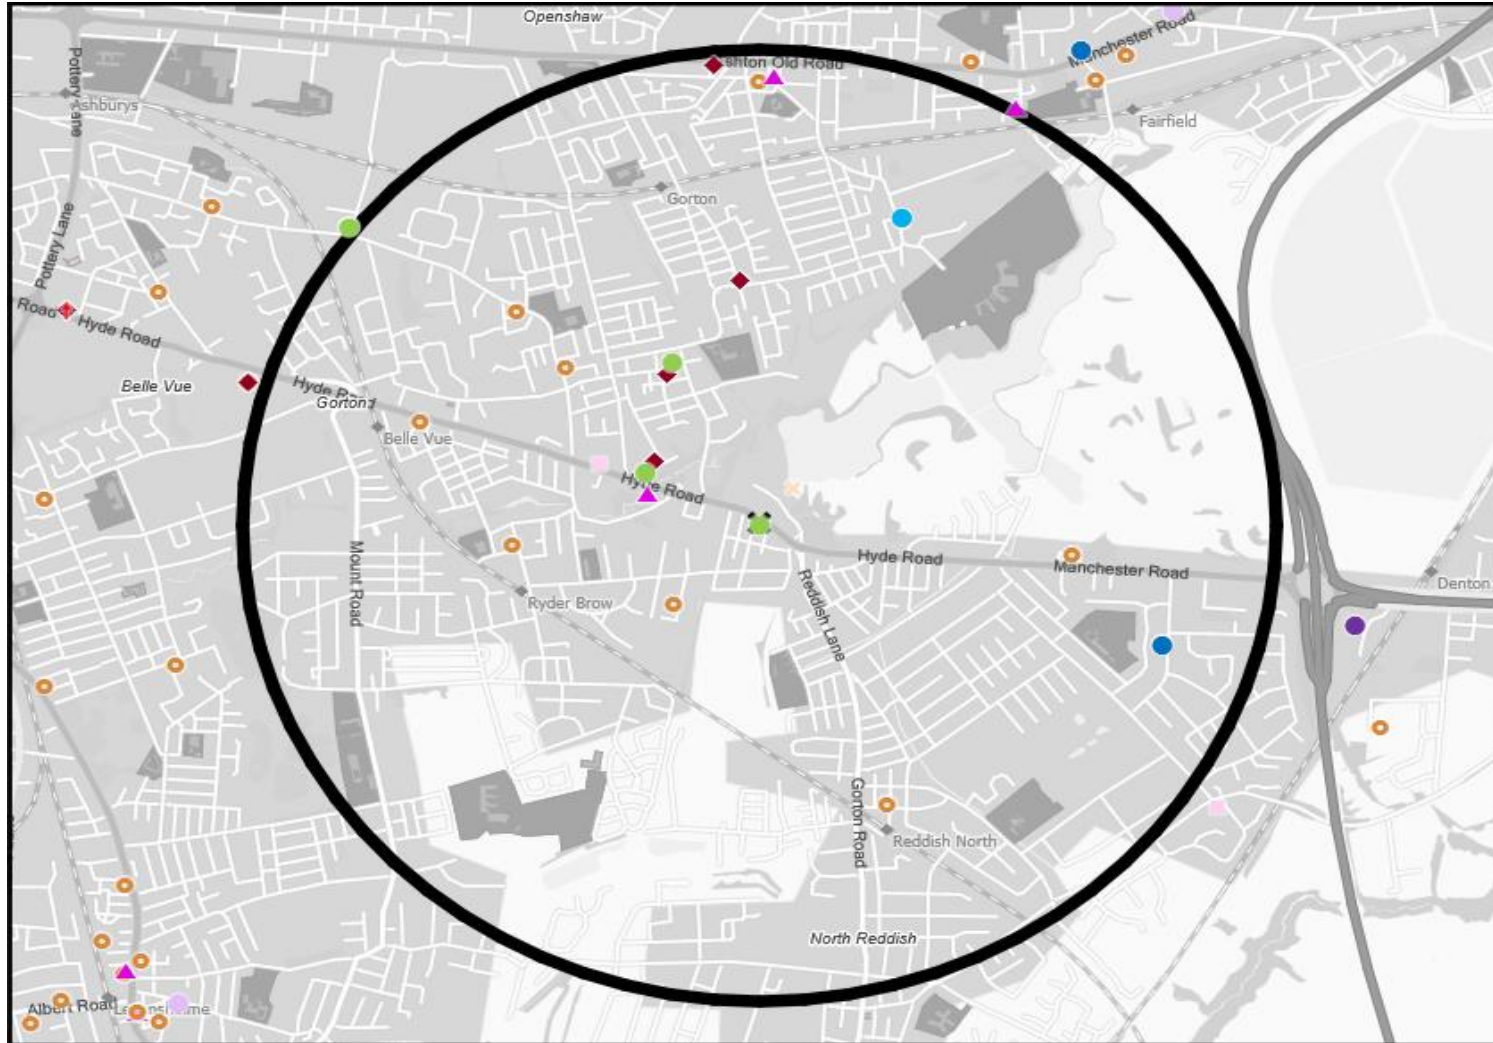 Openshaw
Manchester Road
Pottery Lane
shton Old Road
Ashburys
Fairfield
Gorton
Pottery Lane
Road
Hyde Road
Belle Vue
Hyde Road
Gorton
Belle Vue
Hyde Road
Mount Road
Hyde Road
Manchester Road
Denton
Ryder Brow
Reddish Lane
Gorton Road
Reddish North
North Reddish
Albert Road